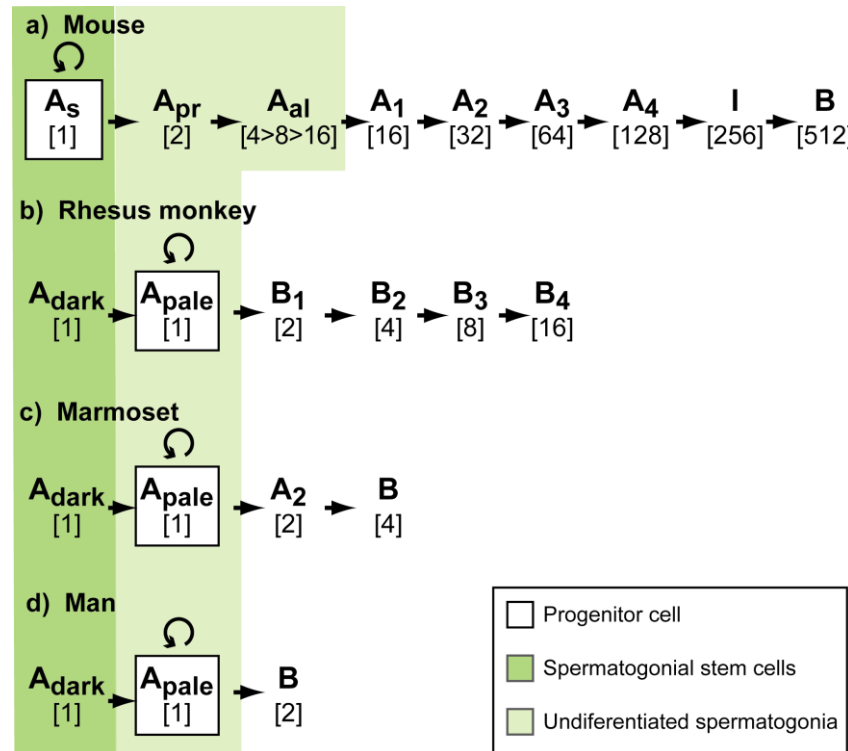 a) Mouse
As Apr Aal A1 A2 A3 A4 I B
[1] [2] [4>8>16] [16] [32] [64] [128] [256] [512]
b) Rhesus monkey
Adark Apale B1 B2 B3 B4
[1] [1] [2] [4] [8] [16]
c) Marmoset
Adark Apale A2 B
[1] [1] [2] [4]
d) Man
Adark Apale B
[1] [1] [2]
Progenitor cell
Spermatogonial stem cells
Undiferentiated spermatogonia